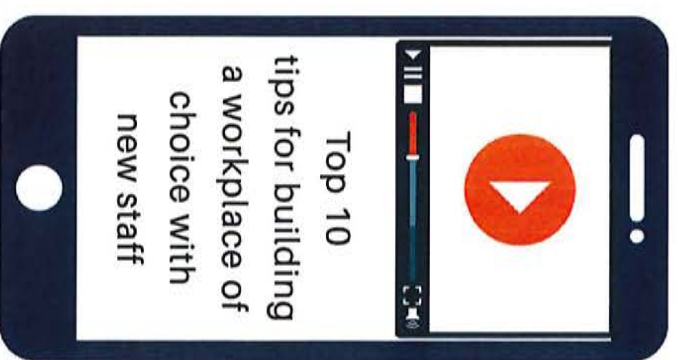 Top 10
tips for building
a workplace of
choice with
new staff